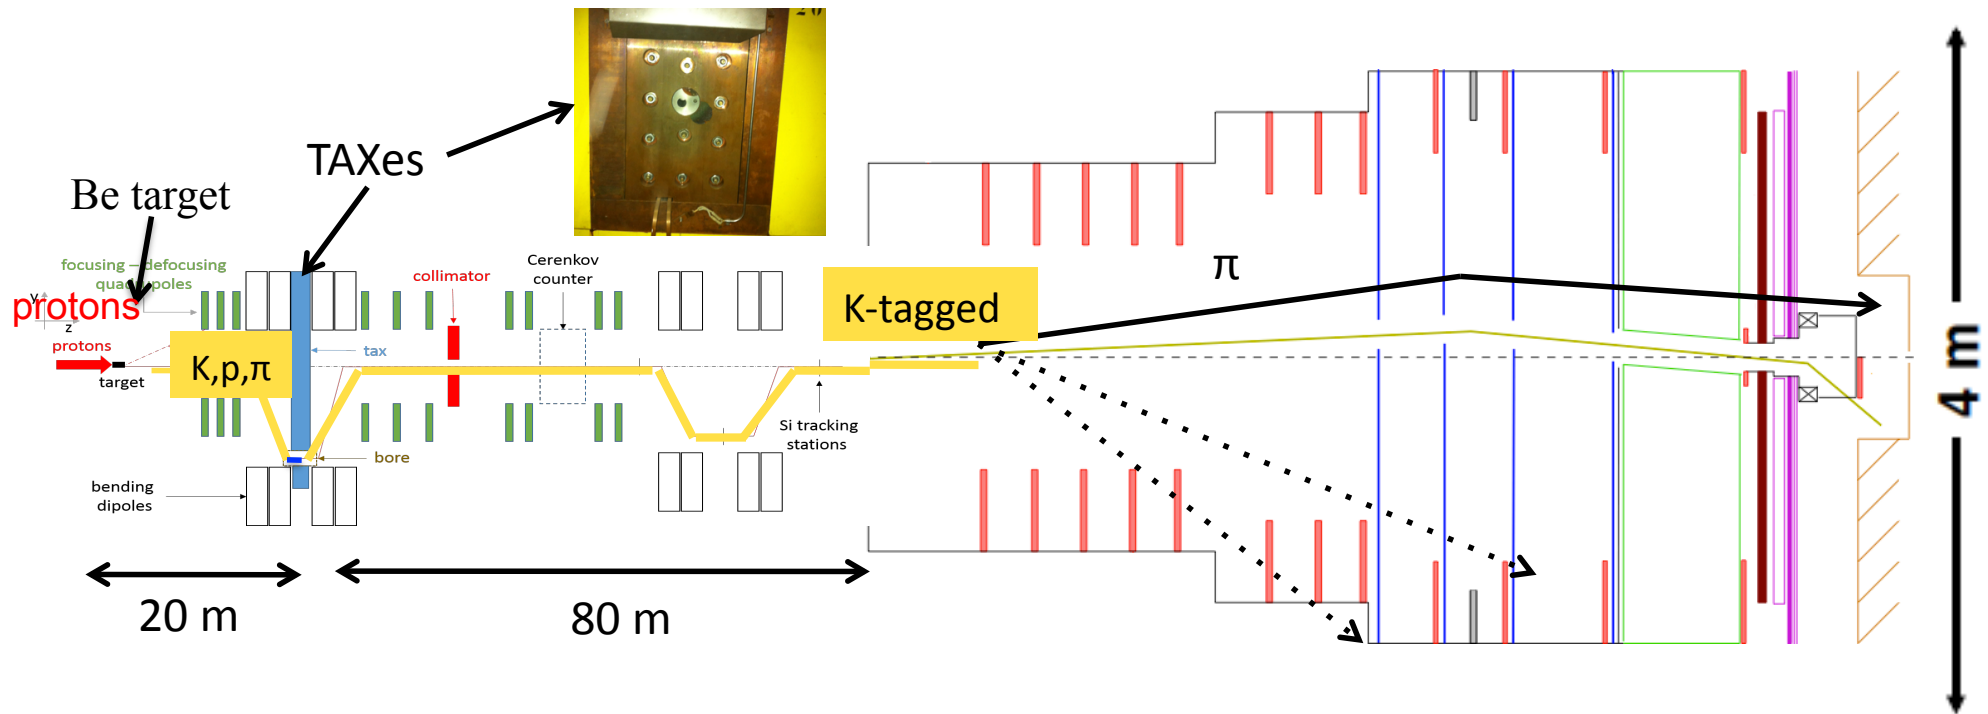 20
TAXes
Be target
focusing – defocusing
quadrupoles
y
z
protons
protons
target
K,p,π
tax
collimator
Cerenkov
counter
K-tagged
π
Si tracking
stations
bore
bending
dipoles
20 m
80 m
4 m